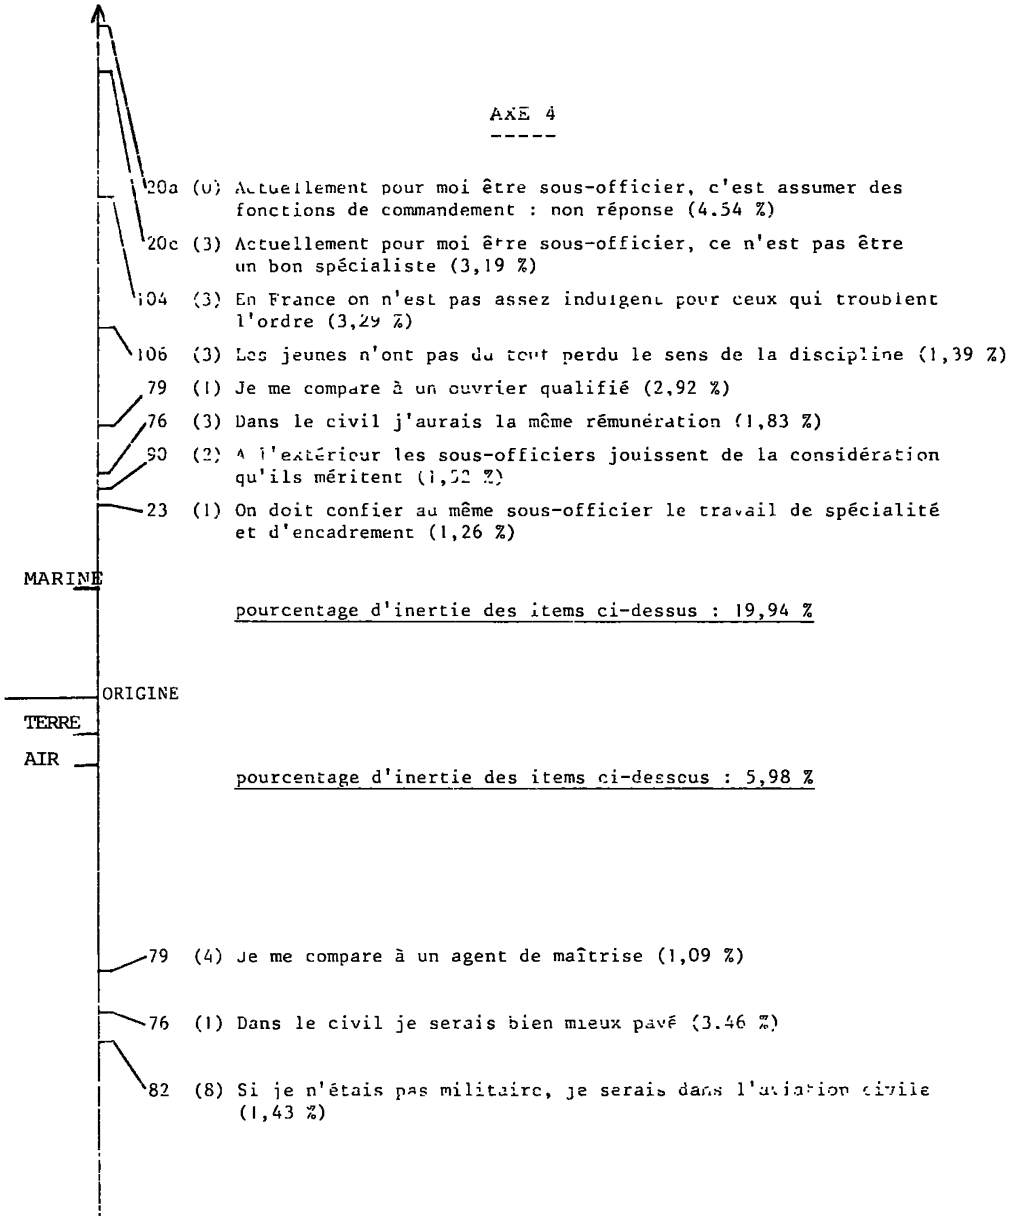 AXE 4
20a (0) Actuellement pour moi être sous-officier, c'est assumer des
fonctions de commandement : non réponse (4.54 %)
20c (3) Actuellement pour moi être sous-officier, ce n'est pas être
un bon spécialiste (3,19 %)
104 (3) En France on n'est pas assez indulgent pour ceux qui troublent
l'ordre (3,29 %)
106 (3) Les jeunes n'ont pas du tout perdu le sens de la discipline (1,39 %)
79 (1) Je me compare à un ouvrier qualifié (2,92 %)
76 (3) Dans le civil j'aurais la même rémunération (1,83 %)
90 (2) A l'extérieur les sous-officiers jouissent de la considération
qu'ils méritent (1,52 %)
23 (1) On doit confier au même sous-officier le travail de spécialité
et d'encadrement (1,26 %)
MARINE
pourcentage d'inertie des items ci-dessus : 19,94 %
ORIGINE
TERRE
AIR
pourcentage d'inertie des items ci-dessous : 5,98 %
79 (4) Je me compare à un agent de maîtrise (1,09 %)
76 (1) Dans le civil je serais bien mieux payé (3.46 %)
82 (8) Si je n'étais pas militaire, je serais dans l'aviation civile
(1,43 %)